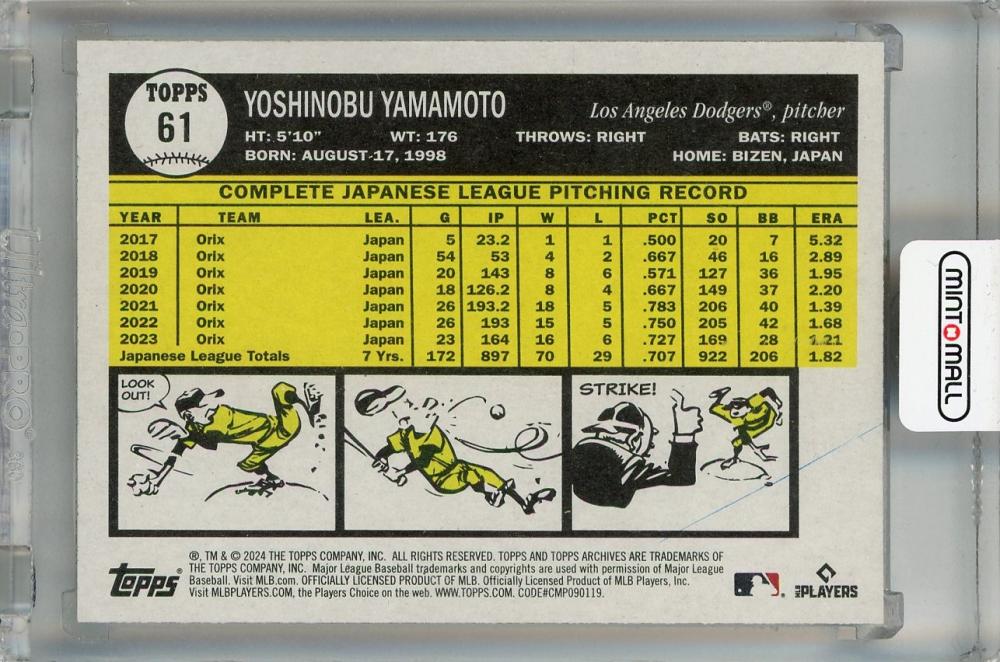 TOPPS
61
YOSHINOBU YAMAMOTO
Los Angeles Dodgers®, pitcher
HT: 5'10" WT: 176 THROWS: RIGHT BATS: RIGHT
BORN: AUGUST 17, 1998 HOME: BIZEN, JAPAN
COMPLETE JAPANESE LEAGUE PITCHING RECORD
YEAR TEAM LEA. G IP W L PCT SO BB ERA
2017 Orix Japan 5 23.2 1 1 .500 20 7 5.32
2018 Orix Japan 54 53 4 2 .667 46 16 2.89
2019 Orix Japan 20 143 8 6 .571 127 36 1.95
2020 Orix Japan 18 126.2 8 4 .667 149 37 2.20
2021 Orix Japan 26 193.2 18 5 .783 206 40 1.39
2022 Orix Japan 26 193 15 5 .750 205 42 1.68
2023 Orix Japan 23 164 16 6 .727 169 28 1.21
Japanese League Totals 7 Yrs. 172 897 70 29 .707 922 206 1.82
LOOK
OUT!
STRIKE!
®, TM & © 2024 THE TOPPS COMPANY, INC. ALL RIGHTS RESERVED. TOPPS AND TOPPS ARCHIVES ARE TRADEMARKS OF
THE TOPPS COMPANY, INC. Major League Baseball trademarks and copyrights are used with permission of Major League
Baseball. Visit MLB.com. OFFICIALLY LICENSED PRODUCT OF MLB. Officially Licensed Product of MLB Players, Inc.
Visit MLBPLAYERS.COM, the Players Choice on the web. WWW.TOPPS.COM. CODE#CMP090119.
Topps®
MLB PLAYERS
MINT MALL